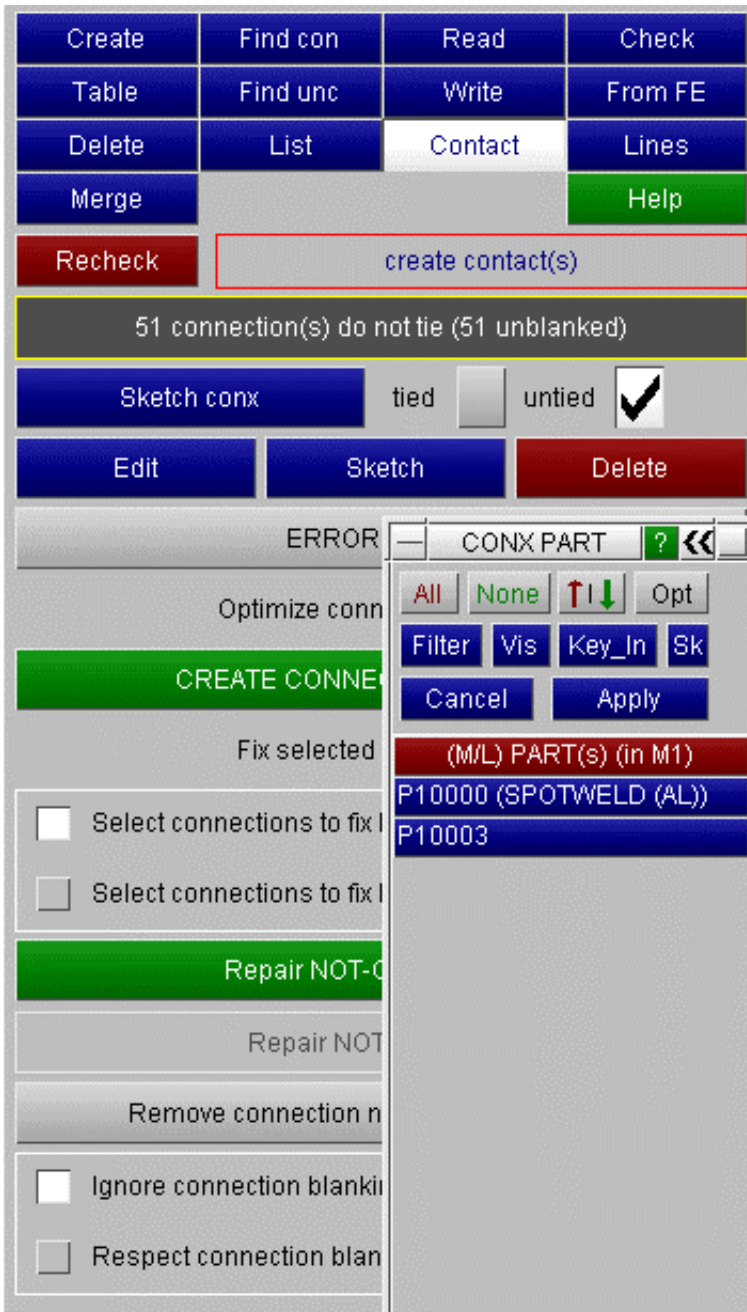 Create Find con Read Check
Table Find unc Write From FE
Delete List Contact Lines
Merge Help
Recheck create contact(s)
51 connection(s) do not tie (51 unblanked)
Sketch conx tied untied
Edit Sketch Delete
ERROR
CONX PART ?
All None Opt
Optimize conn
Filter Vis Key_In Sk
CREATE CONNE
Cancel Apply
Fix selected
(M/L) PART(s) (in M1)
P10000 (SPOTWELD (AL))
Select connections to fix
P10003
Select connections to fix
Repair NOT-
Repair NOT
Remove connection n
Ignore connection blanki
Respect connection blan